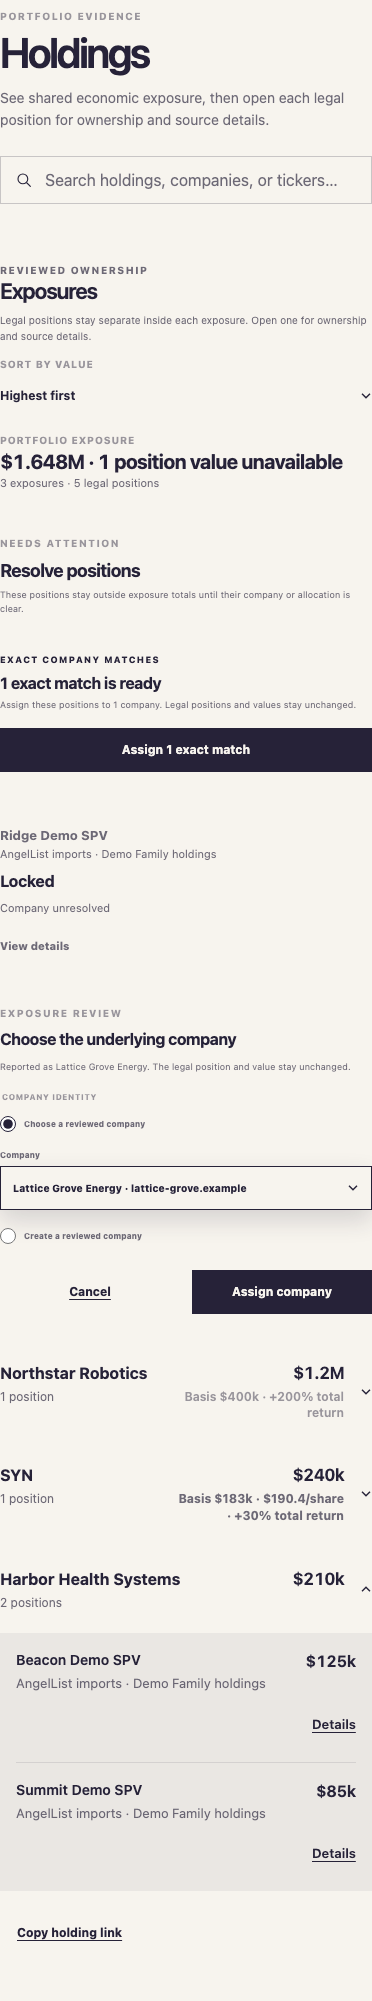 PORTFOLIO EVIDENCE
Holdings
See shared economic exposure, then open each legal
position for ownership and source details.
Search holdings, companies, or tickers...
REVIEWED OWNERSHIP
Exposures
Legal positions stay separate inside each exposure. Open one for ownership
and source details.
SORT BY VALUE
Highest first
PORTFOLIO EXPOSURE
$1.648M · 1 position value unavailable
3 exposures · 5 legal positions
NEEDS ATTENTION
Resolve positions
These positions stay outside exposure totals until their company or allocation is
clear.
EXACT COMPANY MATCHES
1 exact match is ready
Assign these positions to 1 company. Legal positions and values stay unchanged.
Assign 1 exact match
Ridge Demo SPV
AngelList imports · Demo Family holdings
Locked
Company unresolved
View details
EXPOSURE REVIEW
Choose the underlying company
Reported as Lattice Grove Energy. The legal position and value stay unchanged.
COMPANY IDENTITY
Choose a reviewed company
Company
Lattice Grove Energy · lattice-grove.example
Create a reviewed company
Cancel
Assign company
Northstar Robotics
$1.2M
1 position
Basis $400k · +200% total
return
SYN
$240k
1 position
Basis $183k · $190.4/share
· +30% total return
Harbor Health Systems
$210k
2 positions
Beacon Demo SPV
$125k
AngelList imports · Demo Family holdings
Details
Summit Demo SPV
$85k
AngelList imports · Demo Family holdings
Details
Copy holding link